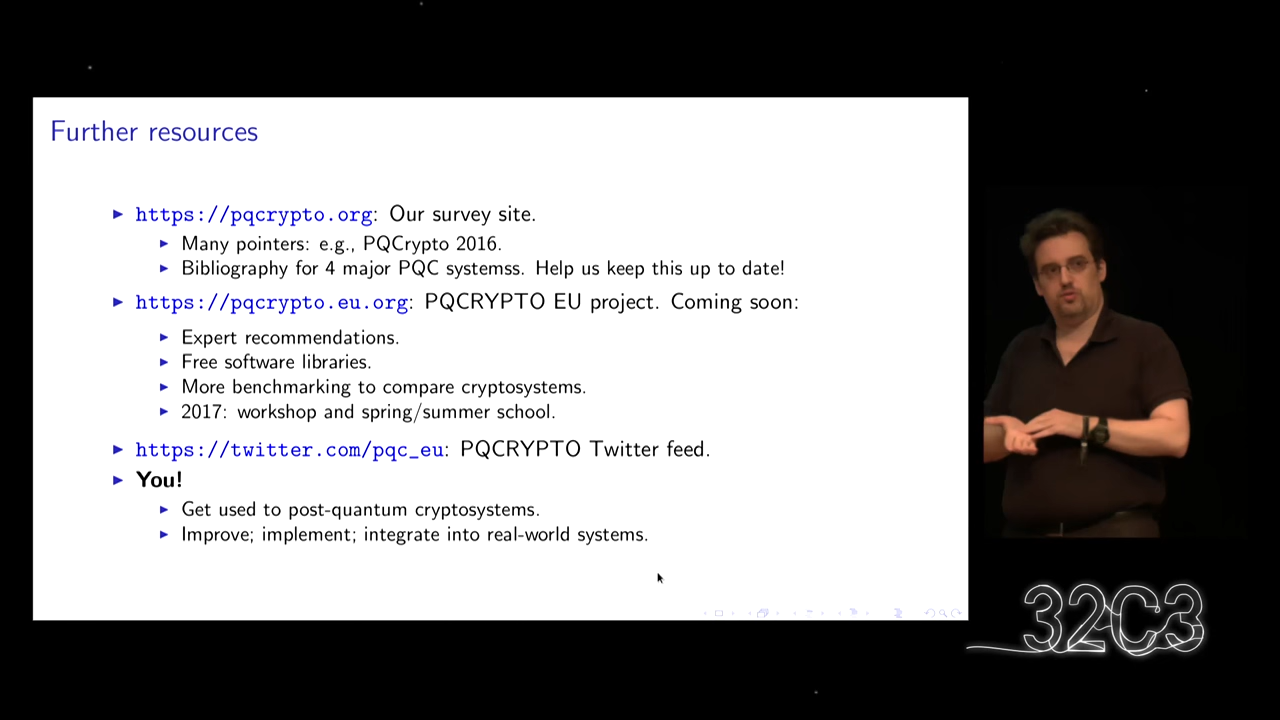 Further resources
► https://pqcrypto.org: Our survey site.
► Many pointers: e.g., PQCrypto 2016.
► Bibliography for 4 major PQC systemss. Help us keep this up to date!
► https://pqcrypto.eu.org: PQCRYPTO EU project. Coming soon:
► Expert recommendations.
► Free software libraries.
► More benchmarking to compare cryptosystems.
► 2017: workshop and spring/summer school.
► https://twitter.com/pqc_eu: PQCRYPTO Twitter feed.
► You!
► Get used to post-quantum cryptosystems.
► Improve; implement; integrate into real-world systems.
32C3